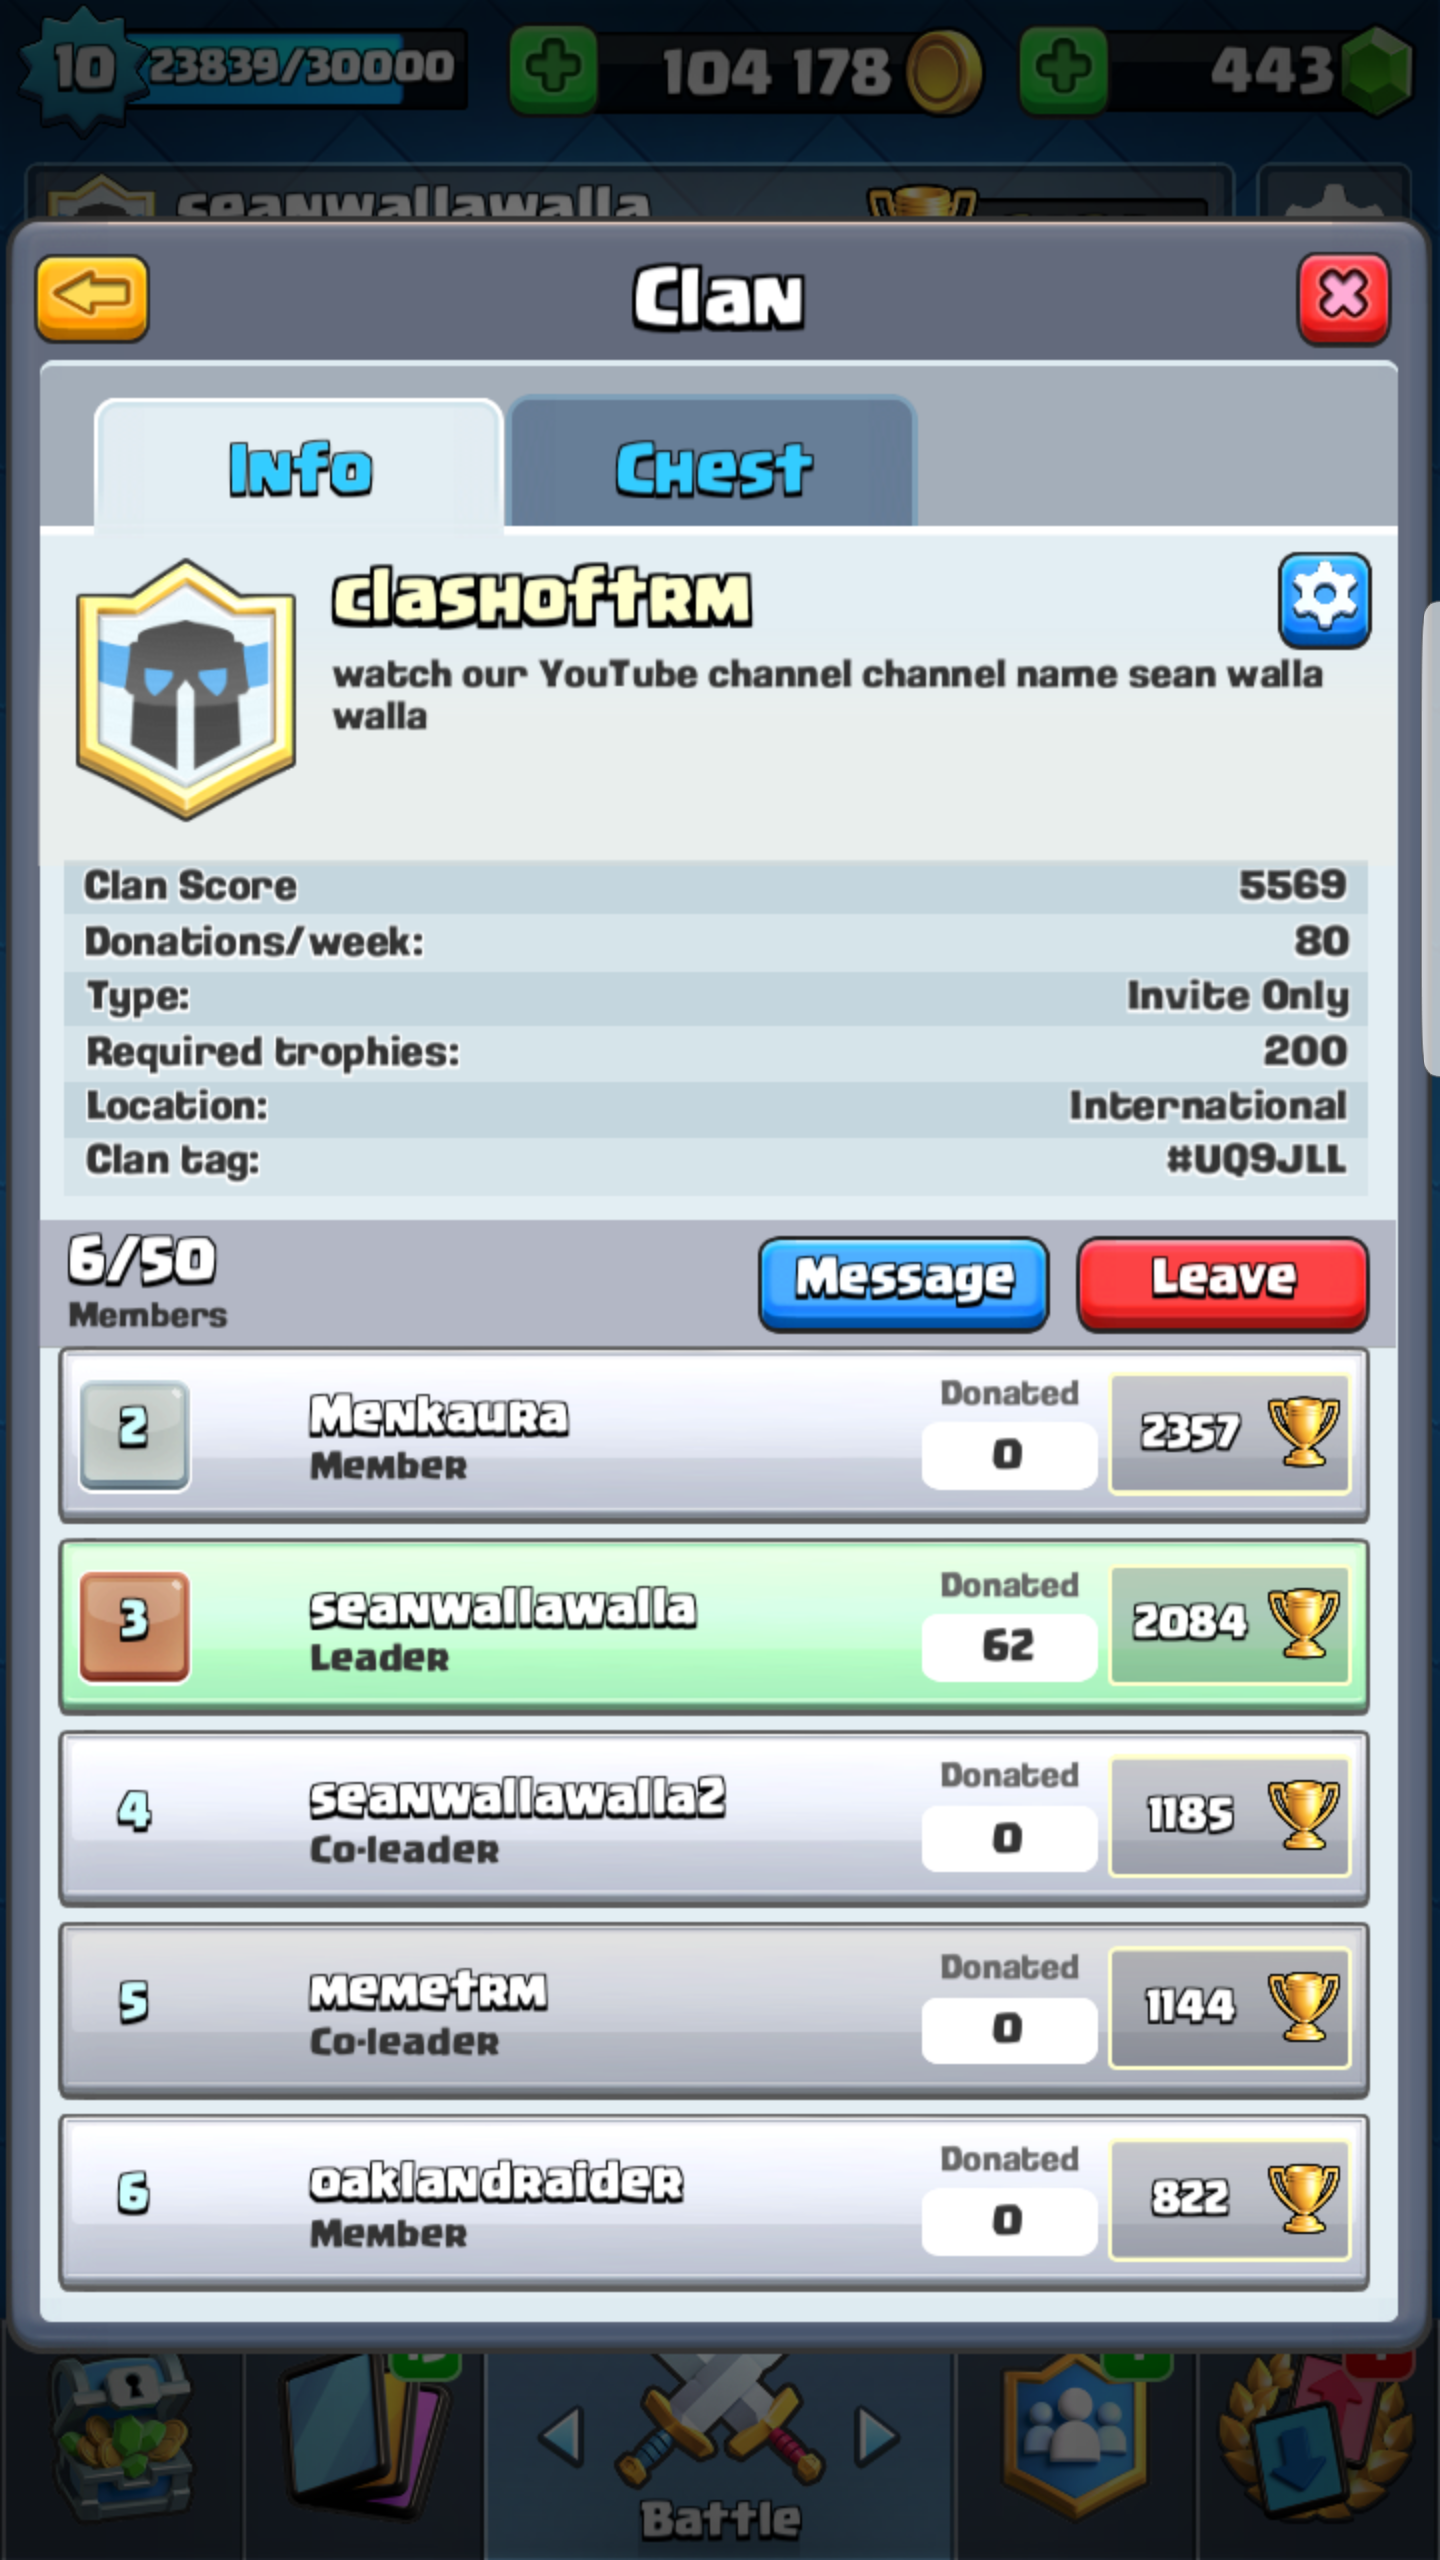 10 23839/30000 104 178 443
seanwallawalla
Clan
Info Chest
clashoftrm
watch our YouTube channel channel name sean walla
walla
Clan Score 5569
Donations/week: 80
Type: Invite Only
Required trophies: 200
Location: International
Clan tag: #UQ9JLL
6/50
Members
Message Leave
2 Menkaura Member Donated 0 2357
3 seanwallawalla Leader Donated 62 2084
4 seanwallawalla2 Co-leader Donated 0 1185
5 memetrm Co-leader Donated 0 1144
6 oaklandraider Member Donated 0 822
Battle